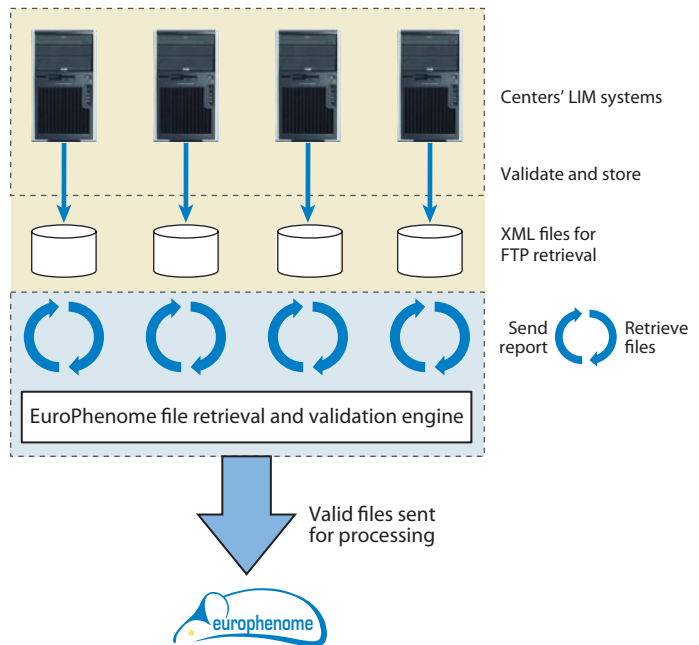 Centers' LIM systems
Validate and store
XML files for
FTP retrieval
Send
report
Retrieve
files
EuroPhenome file retrieval and validation engine
Valid files sent
for processing
europhenome